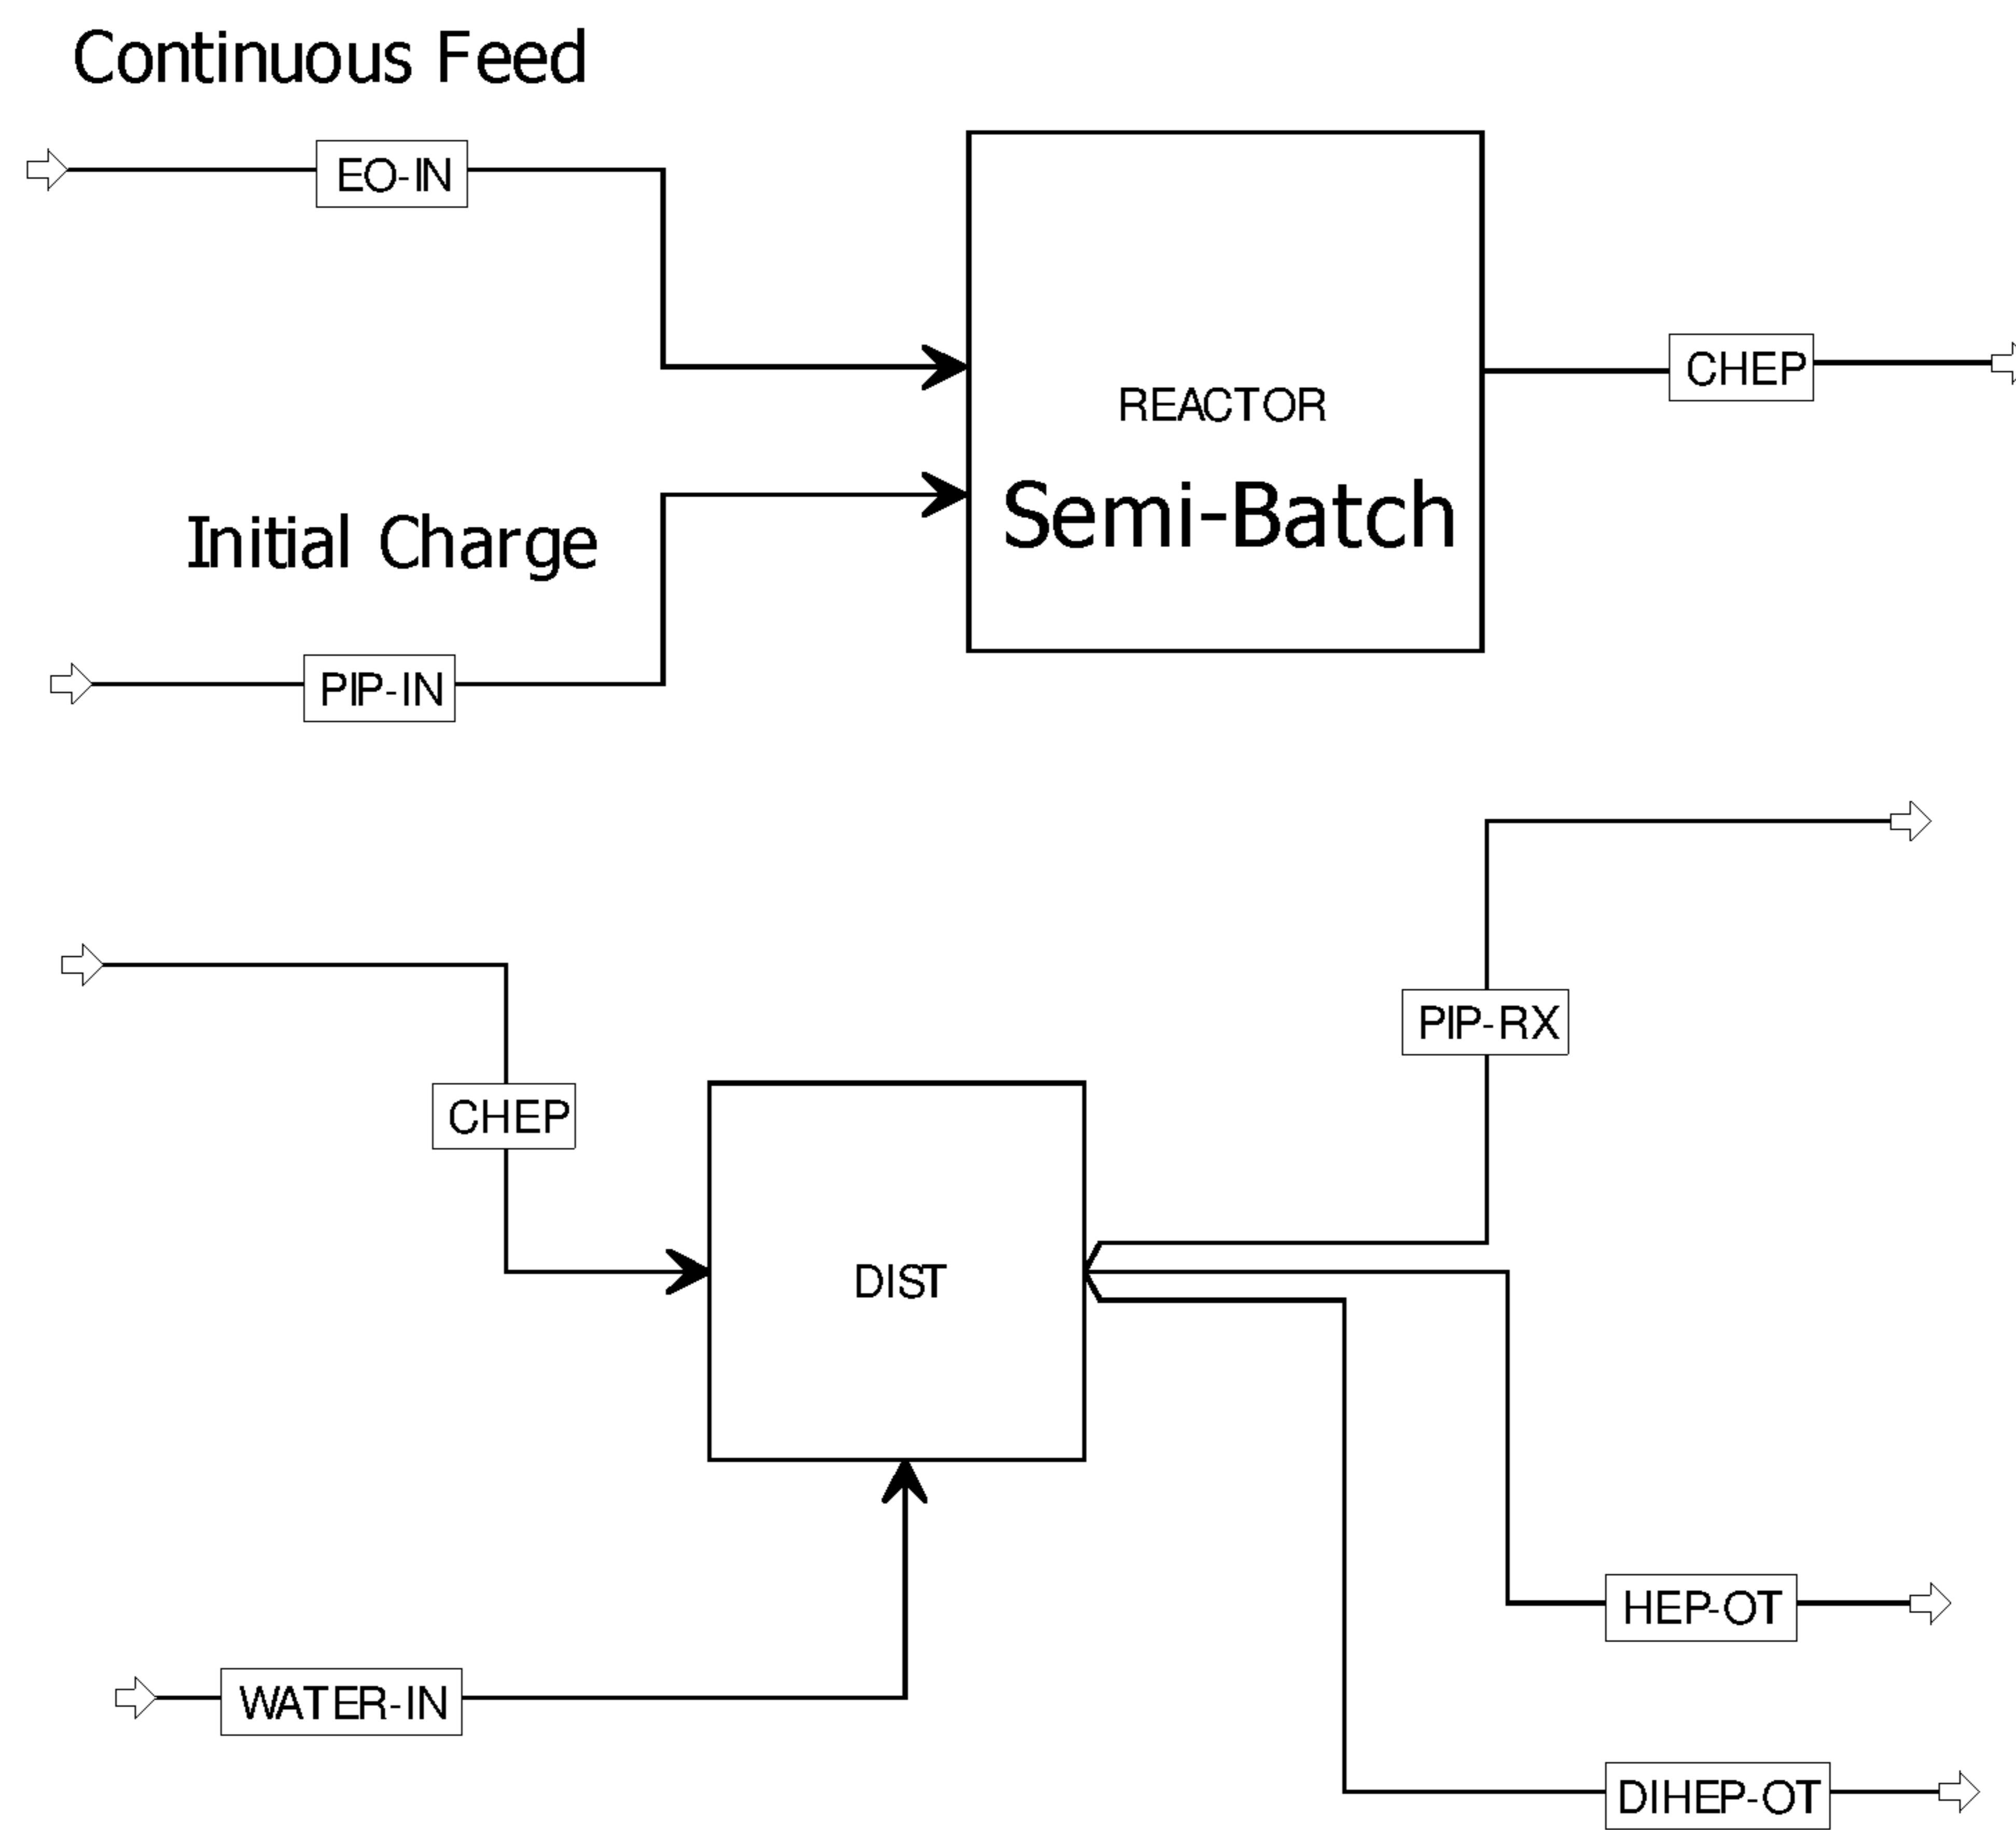 Continuous Feed
EO-IN
CHEP
REACTOR
Semi-Batch
Initial Charge
PIP-IN
PIP-RX
CHEP
DIST
HEP-OT
WATER-IN
DIHEP-OT